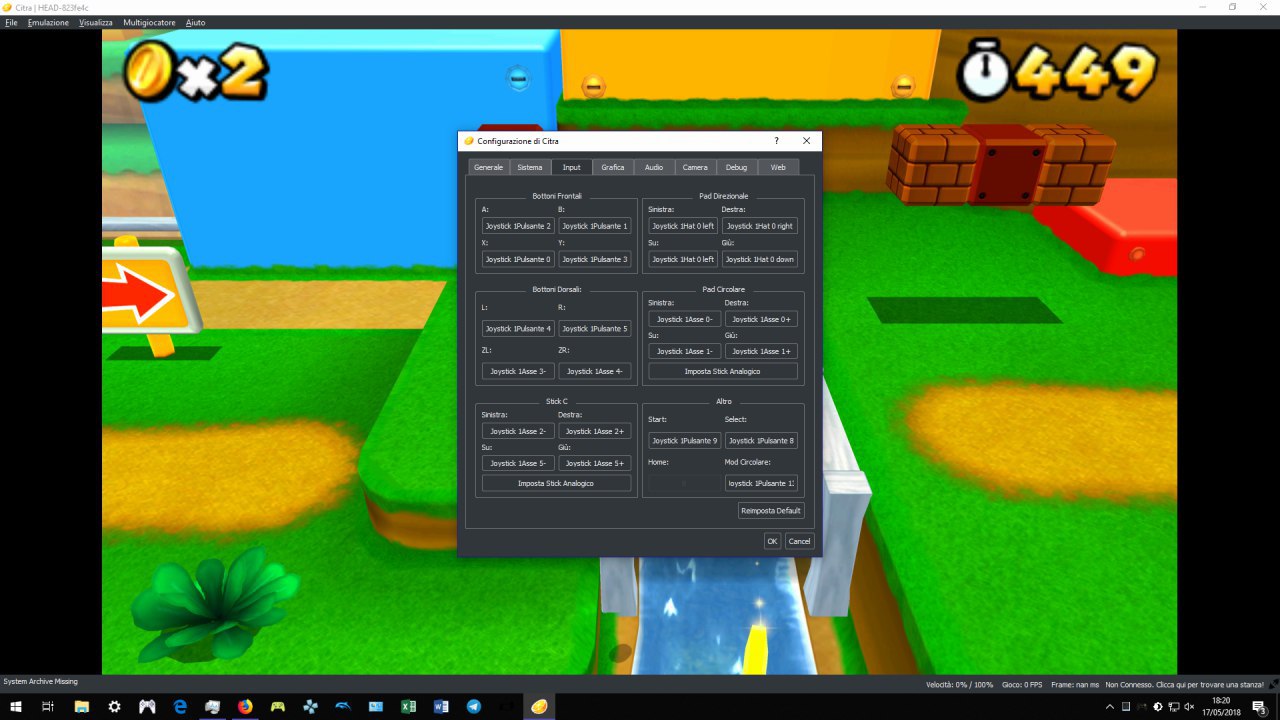 Citra | HEAD-823fe4c
File Emulazione Visualizza Multigiocatore Aiuto
x2
449
Configurazione di Citra
?
Generale Sistema Input Grafica Audio Camera Debug Web
Bottoni Frontali
A: B:
Joystick 1Pulsante 2 Joystick 1Pulsante 1
X: Y:
Joystick 1Pulsante 0 Joystick 1Pulsante 3
Pad Direzionale
Sinistra: Destra:
Joystick 1Hat 0 left Joystick 1Hat 0 right
Su: Giù:
Joystick 1Hat 0 left Joystick 1Hat 0 down
Bottoni Dorsali:
L: R:
Joystick 1Pulsante 4 Joystick 1Pulsante 5
ZL: ZR:
Joystick 1Asse 3- Joystick 1Asse 4-
Pad Circolare
Sinistra: Destra:
Joystick 1Asse 0- Joystick 1Asse 0+
Su: Giù:
Joystick 1Asse 1- Joystick 1Asse 1+
Imposta Stick Analogico
Stick C
Sinistra: Destra:
Joystick 1Asse 2- Joystick 1Asse 2+
Su: Giù:
Joystick 1Asse 5- Joystick 1Asse 5+
Imposta Stick Analogico
Altro
Start: Select:
Joystick 1Pulsante 9 Joystick 1Pulsante 8
Home: Mod Circolare:
1Pulsante
Reimposta Default
OK Cancel
System Archive Missing
Velocità: 0% / 100% Gioco: 0 FPS Frame: nan ms Non Connesso. Clicca qui per trovare una stanza!
18:20
17/05/2018
3